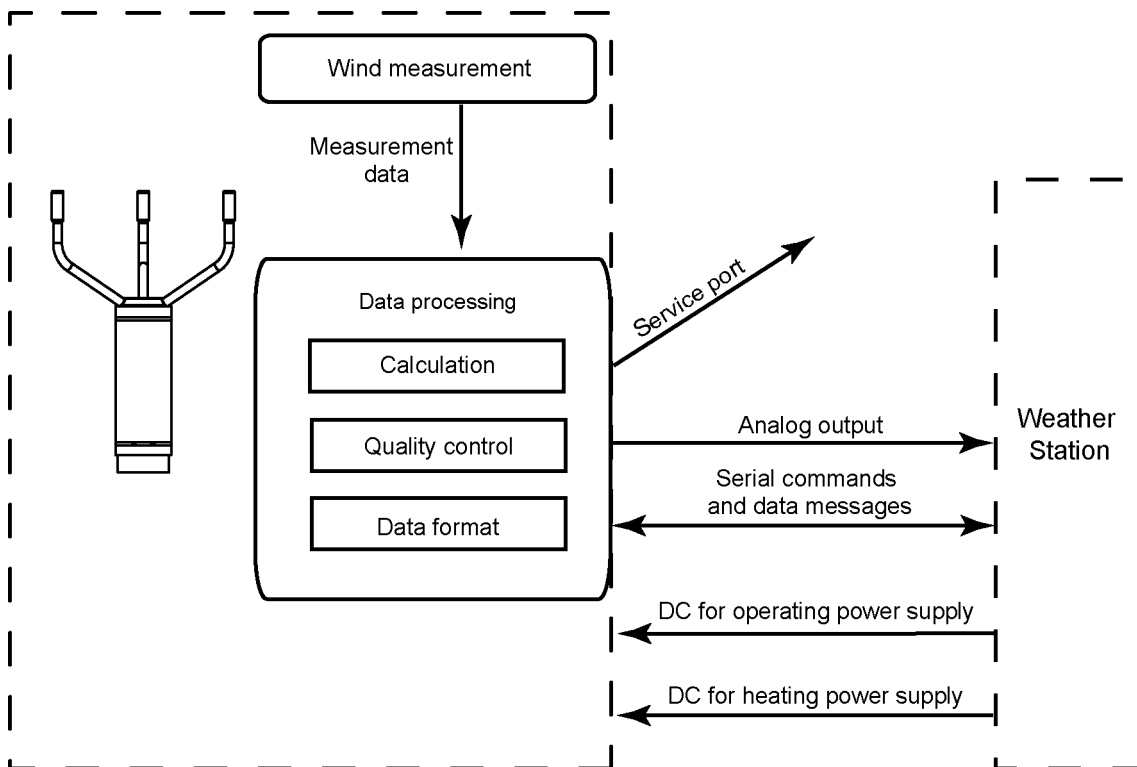 Wind measurement
Measurement
data
Data processing
Calculation
Quality control
Data format
Service port
Analog output
Serial commands
and data messages
DC for operating power supply
DC for heating power supply
Weather
Station